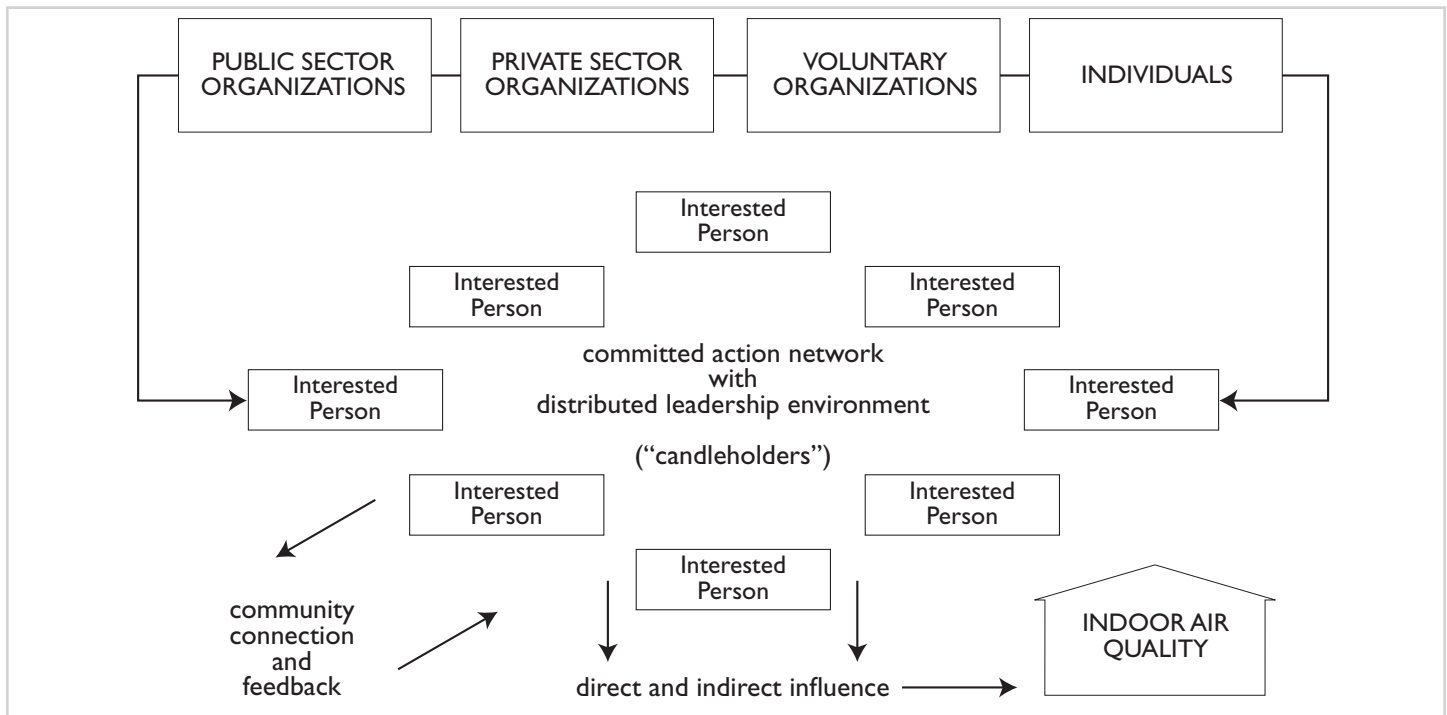 PUBLIC SECTOR
ORGANIZATIONS
PRIVATE SECTOR
ORGANIZATIONS
VOLUNTARY
ORGANIZATIONS
INDIVIDUALS
Interested
Person
Interested
Person
Interested
Person
committed action network
with
distributed leadership environment
(“candleholders”)
Interested
Person
Interested
Person
Interested
Person
Interested
Person
Interested
Person
community
connection
and
feedback
direct and indirect influence
INDOOR AIR
QUALITY